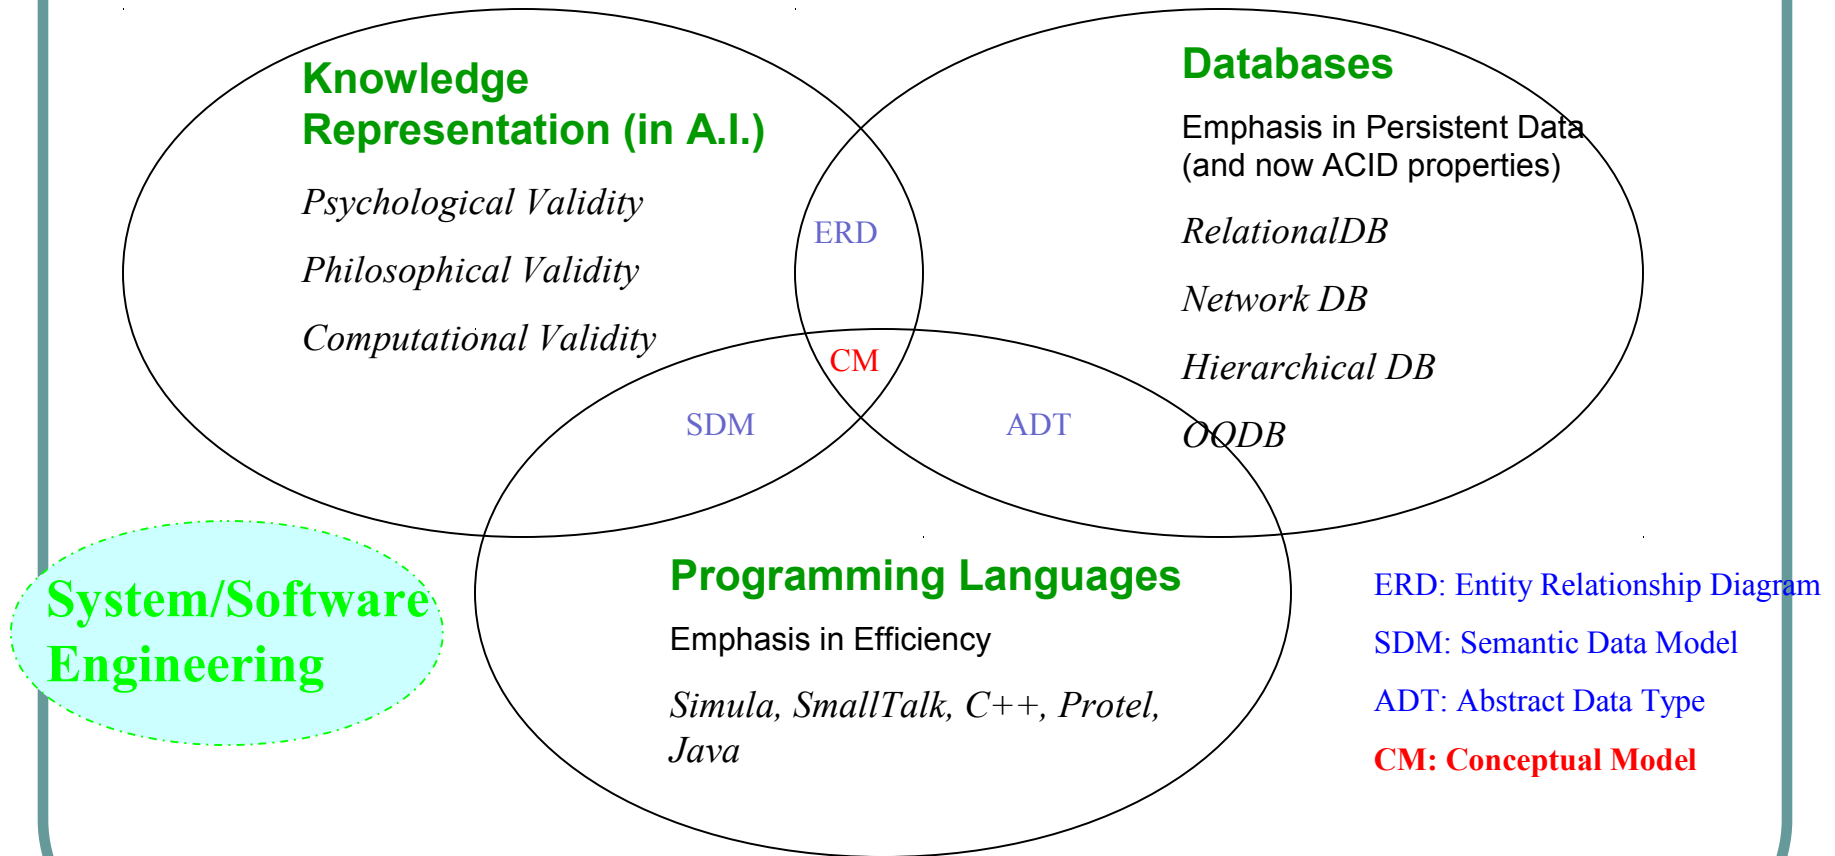 Knowledge
Representation (in A.I.)
Psychological Validity
Philosophical Validity
Computational Validity
Databases
Emphasis in Persistent Data
(and now ACID properties)
RelationalDB
Network DB
Hierarchical DB
OODB
ERD
CM
SDM
ADT
Programming Languages
Emphasis in Efficiency
Simula, SmallTalk, C++, Protel,
Java
System/Software
Engineering
ERD: Entity Relationship Diagram
SDM: Semantic Data Model
ADT: Abstract Data Type
CM: Conceptual Model